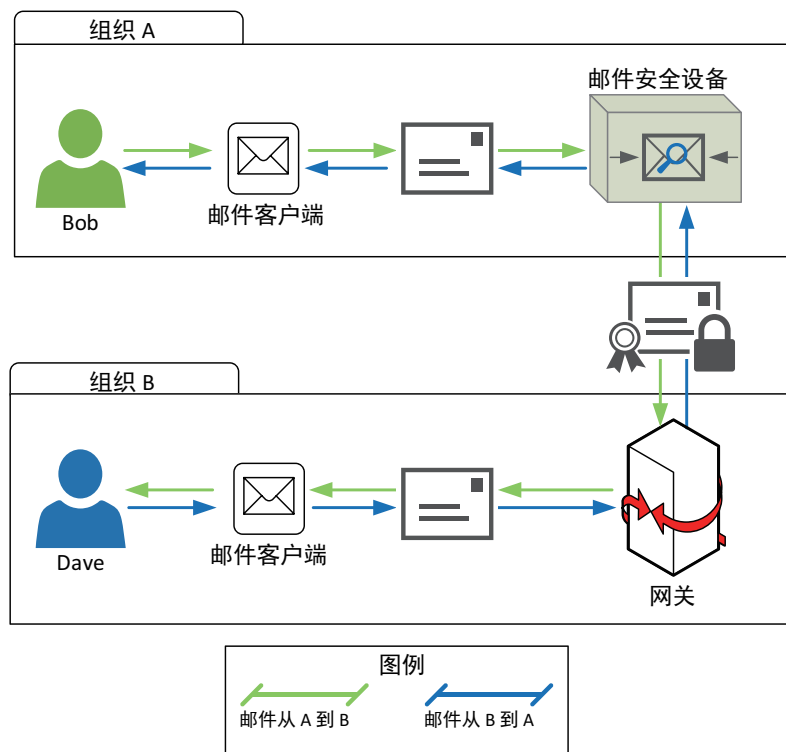 组织 A
邮件安全设备
Bob
邮件客户端
组织 B
Dave
邮件客户端
网关
图例
邮件从 A 到 B
邮件从 B 到 A